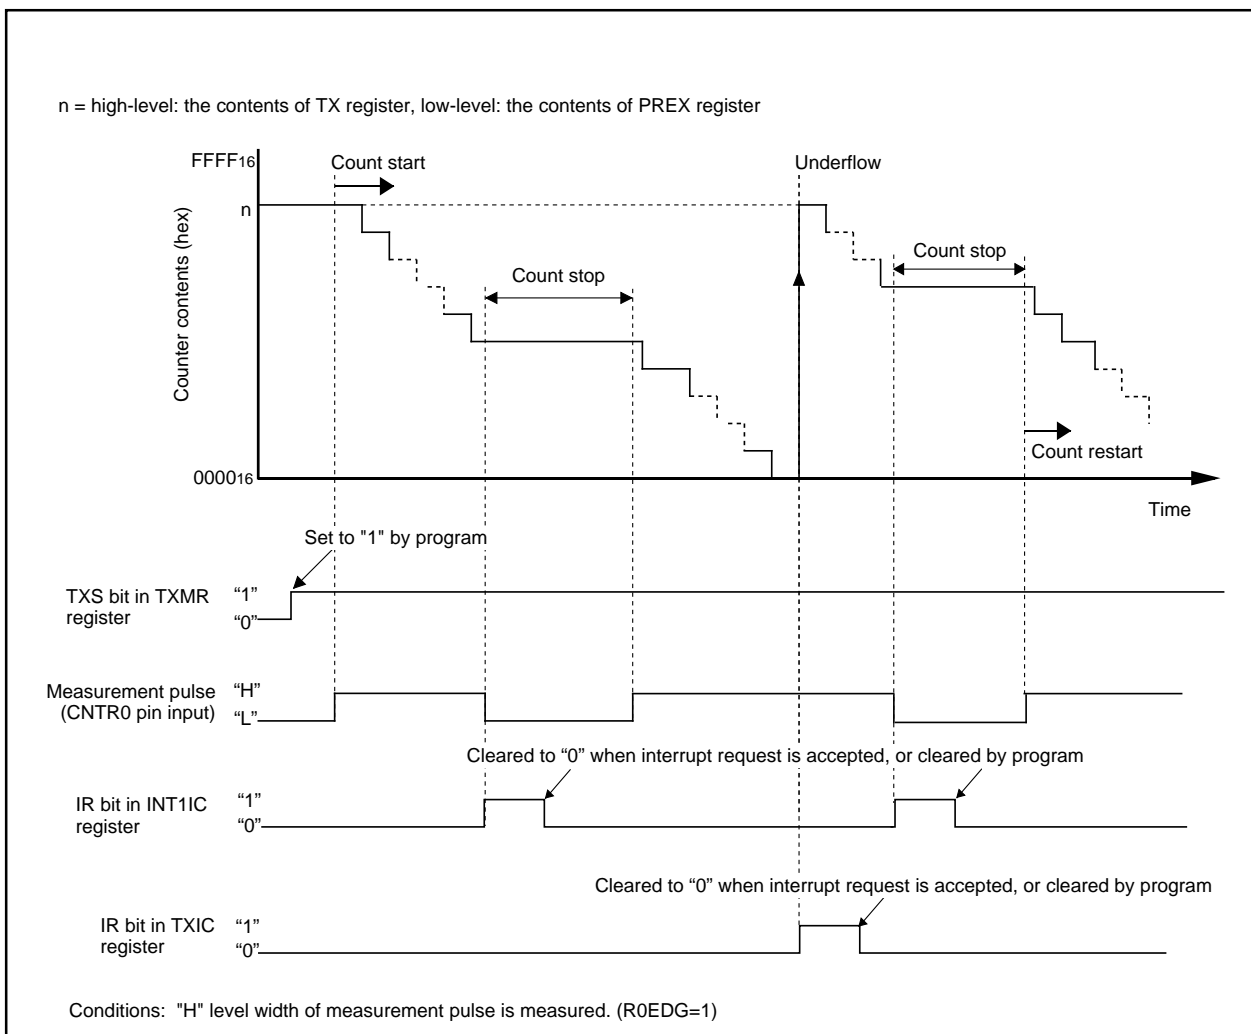 n = high-level: the contents of TX register, low-level: the contents of PREX register
FFFF16
Count start
Underflow
n
Counter contents (hex)
Count stop
Count stop
Count restart
000016
Time
Set to "1" by program
TXS bit in TXMR
register
“1”
“0”
Measurement pulse
(CNTR0 pin input)
“H”
“L”
Cleared to “0” when interrupt request is accepted, or cleared by program
IR bit in INT1IC
register
“1”
“0”
Cleared to “0” when interrupt request is accepted, or cleared by program
IR bit in TXIC
register
“1”
“0”
Conditions: "H" level width of measurement pulse is measured. (R0EDG=1)